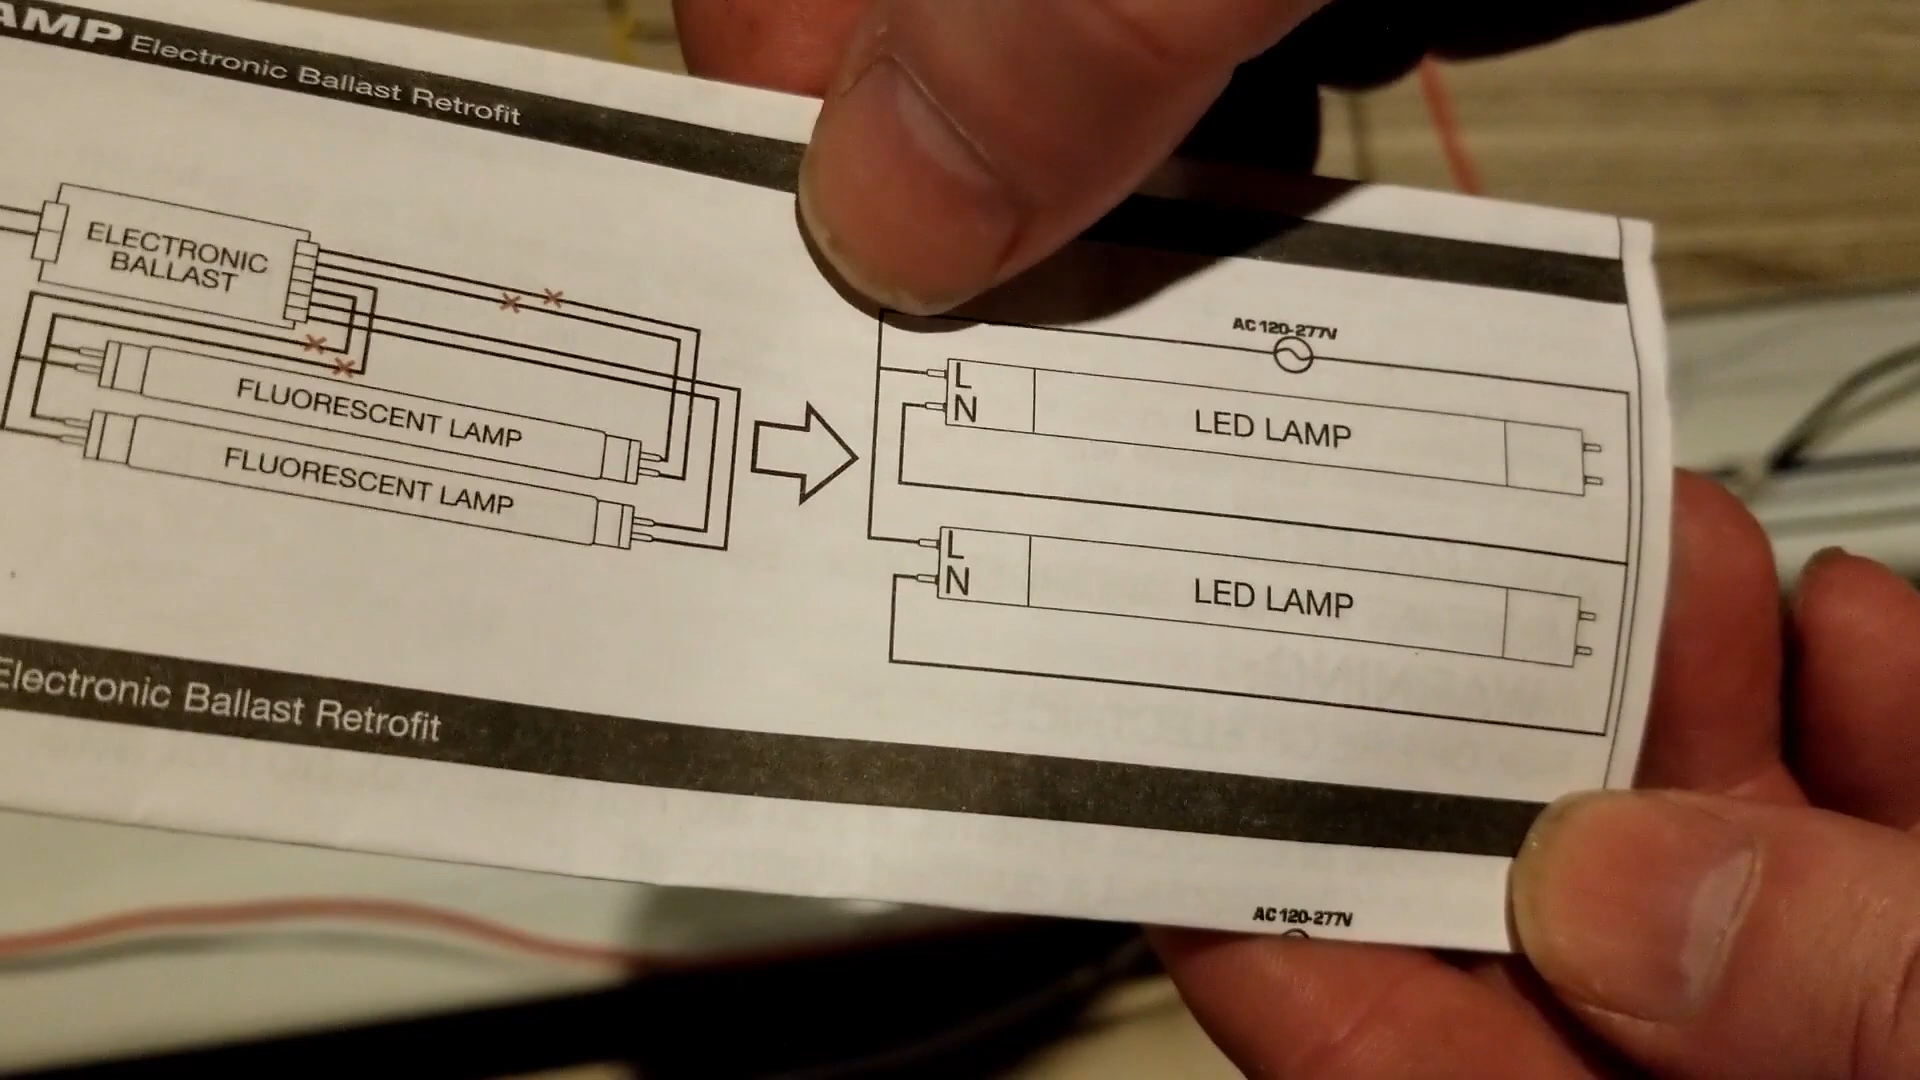 AMP Electronic Ballast Retrofit
ELECTRONIC
BALLAST
FLUORESCENT LAMP
FLUORESCENT LAMP
AC 120-277V
L
N
LED LAMP
L
N
LED LAMP
Electronic Ballast Retrofit
AC 120-277V